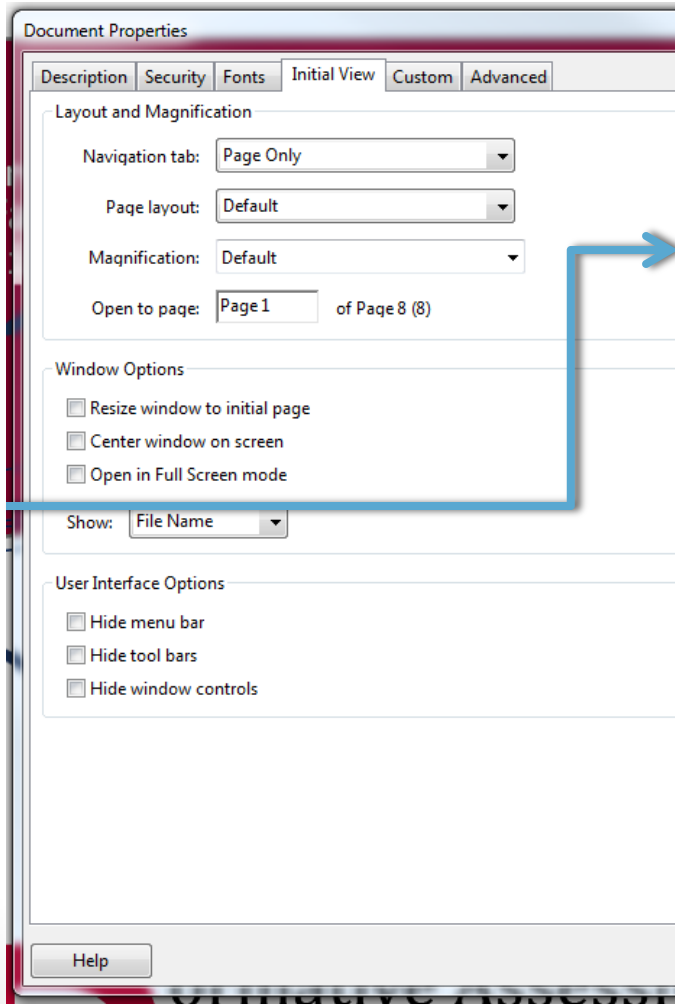 Document Properties
Description Security Fonts Initial View Custom Advanced
Layout and Magnification
Navigation tab: Page Only
Page layout: Default
Magnification: Default
Open to page: Page 1 of Page 8 (8)
Window Options
Resize window to initial page
Center window on screen
Open in Full Screen mode
Show: File Name
User Interface Options
Hide menu bar
Hide tool bars
Hide window controls
Help